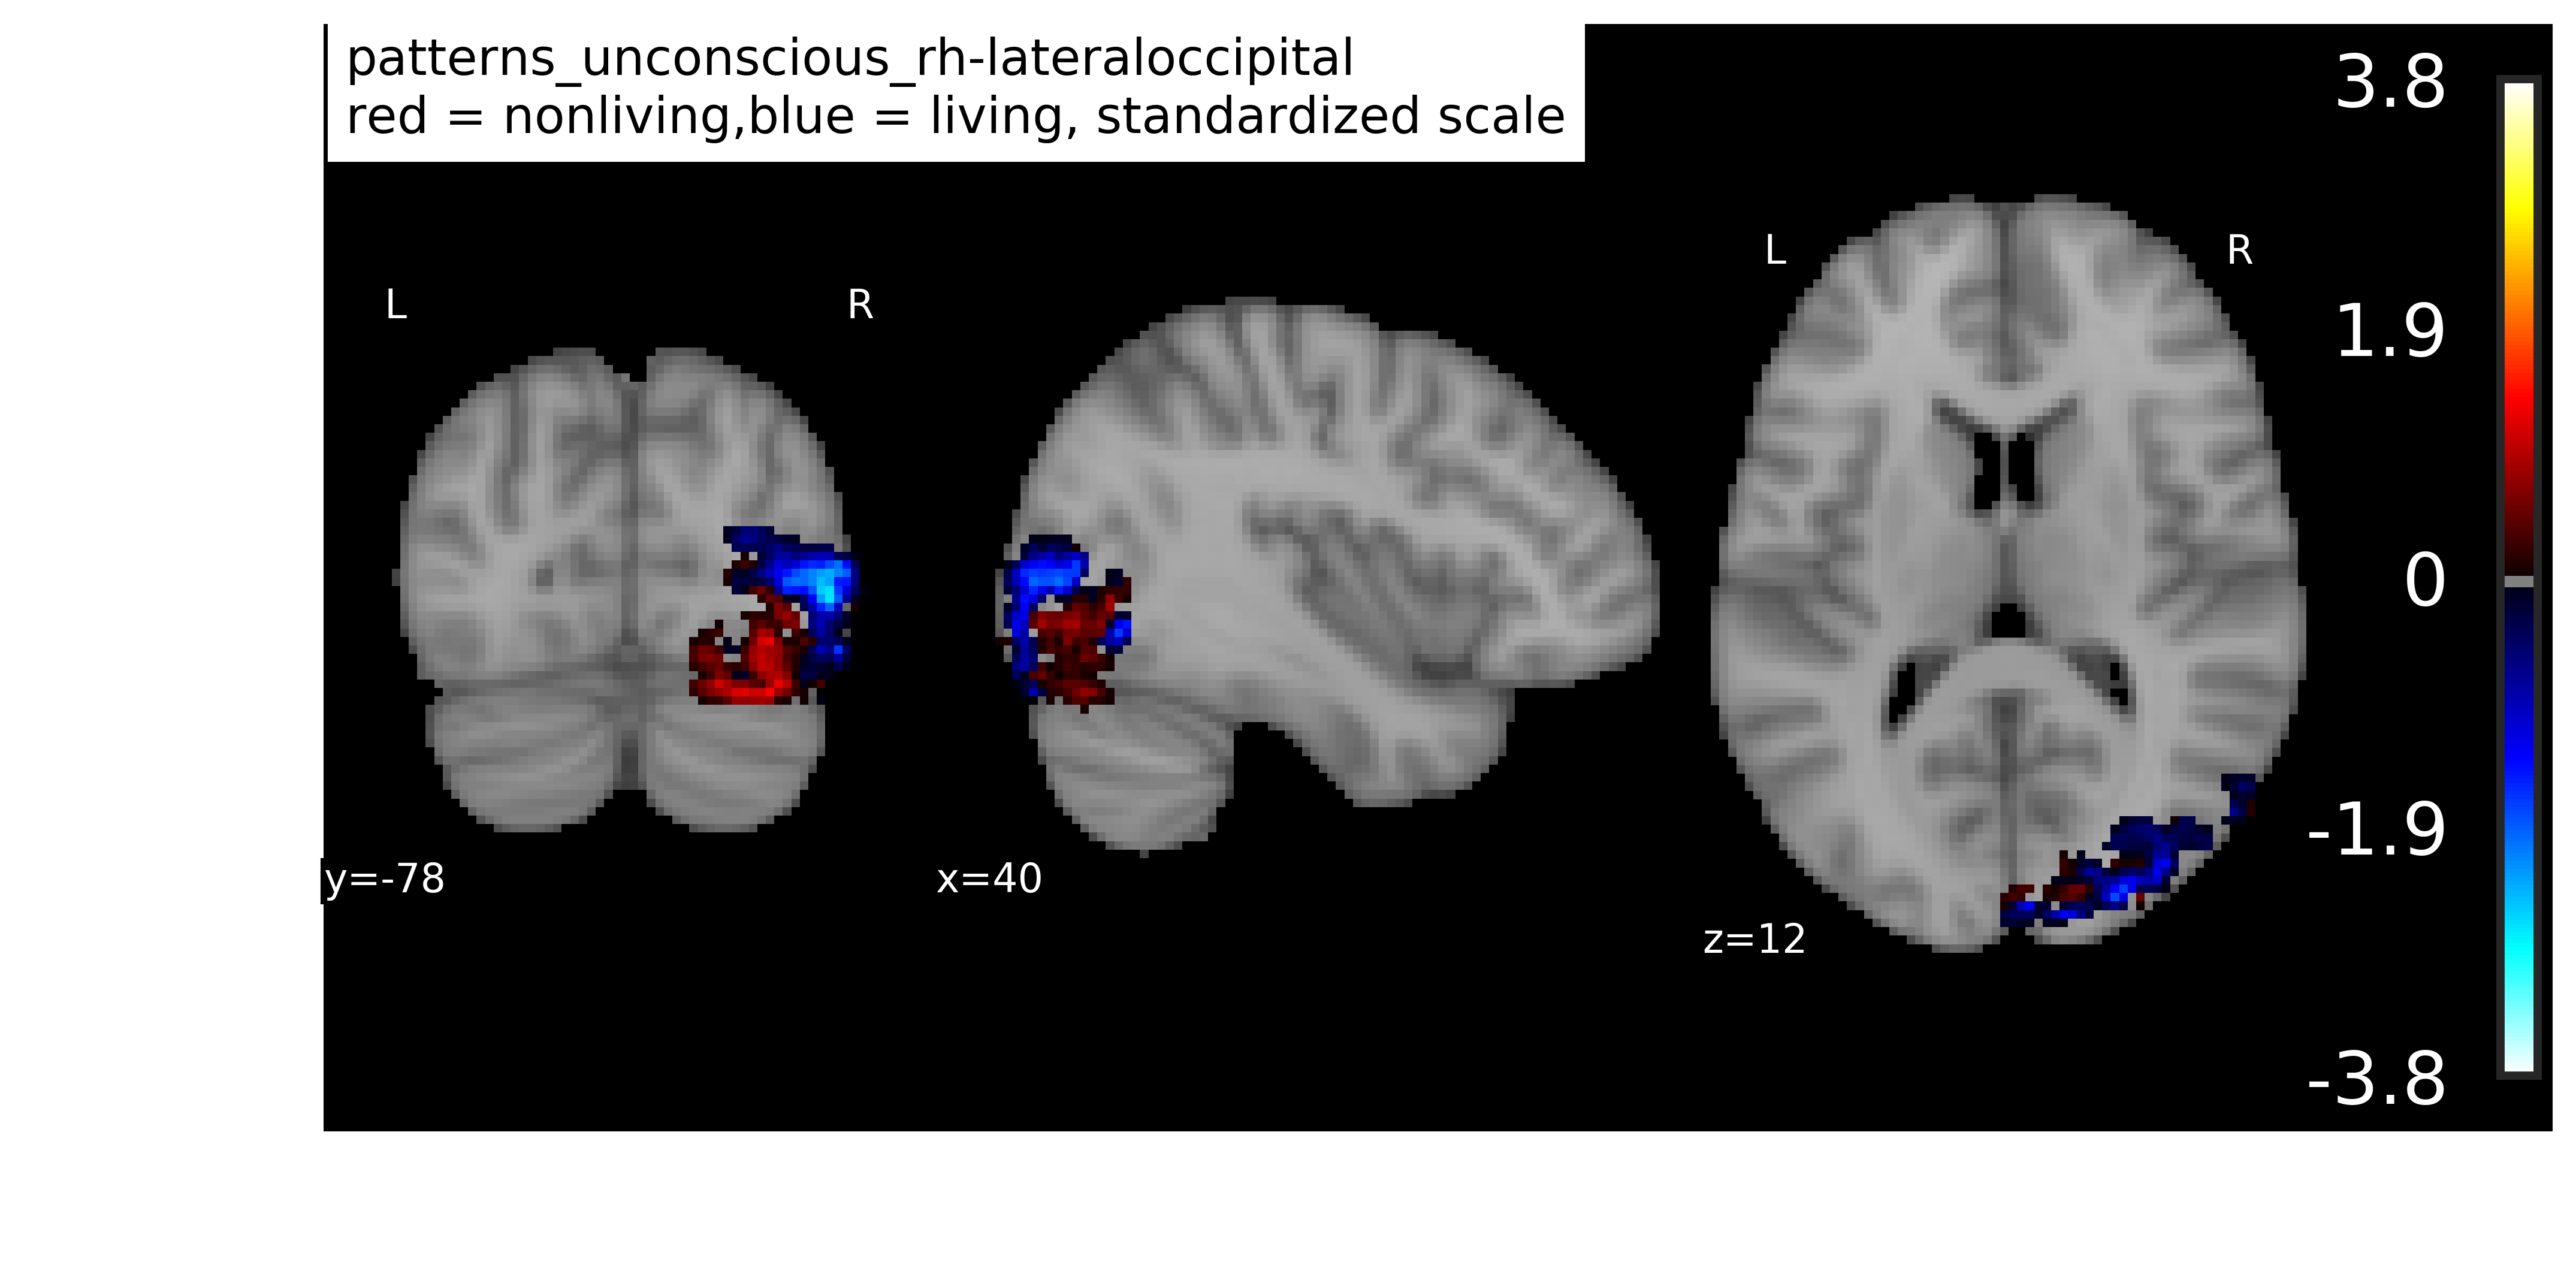 patterns_unconscious_rh-lateraloccipital
red = nonliving,blue = living, standardized scale
3.8
L R
L R
1.9
0
-1.9
y=-78
x=40
z=12
-3.8